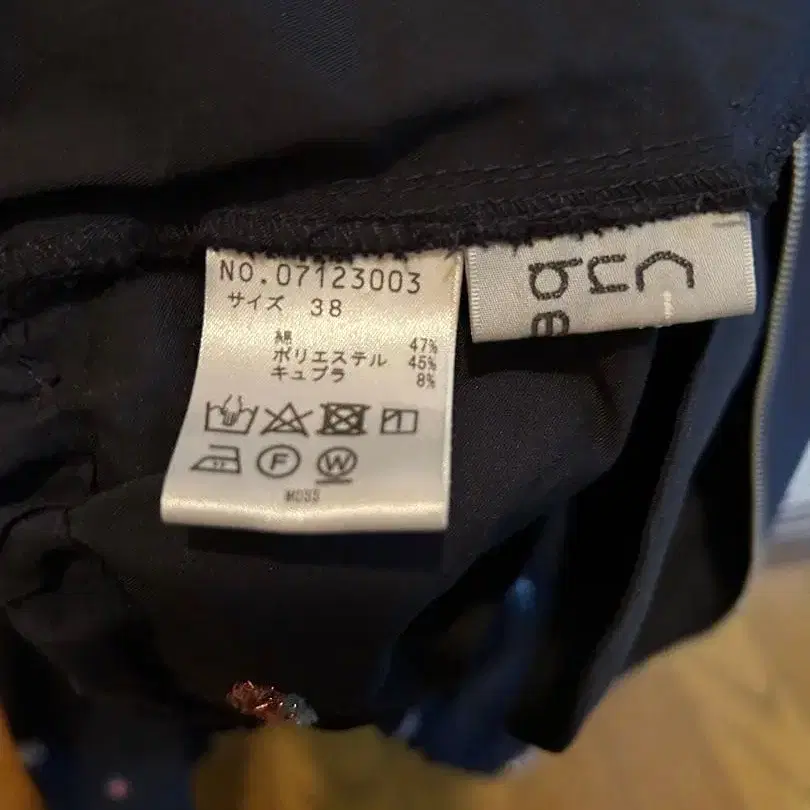 NO.07123003
サイズ 38
綿 47%
ポリエステル 45%
キュプラ 8%
F W
Cube